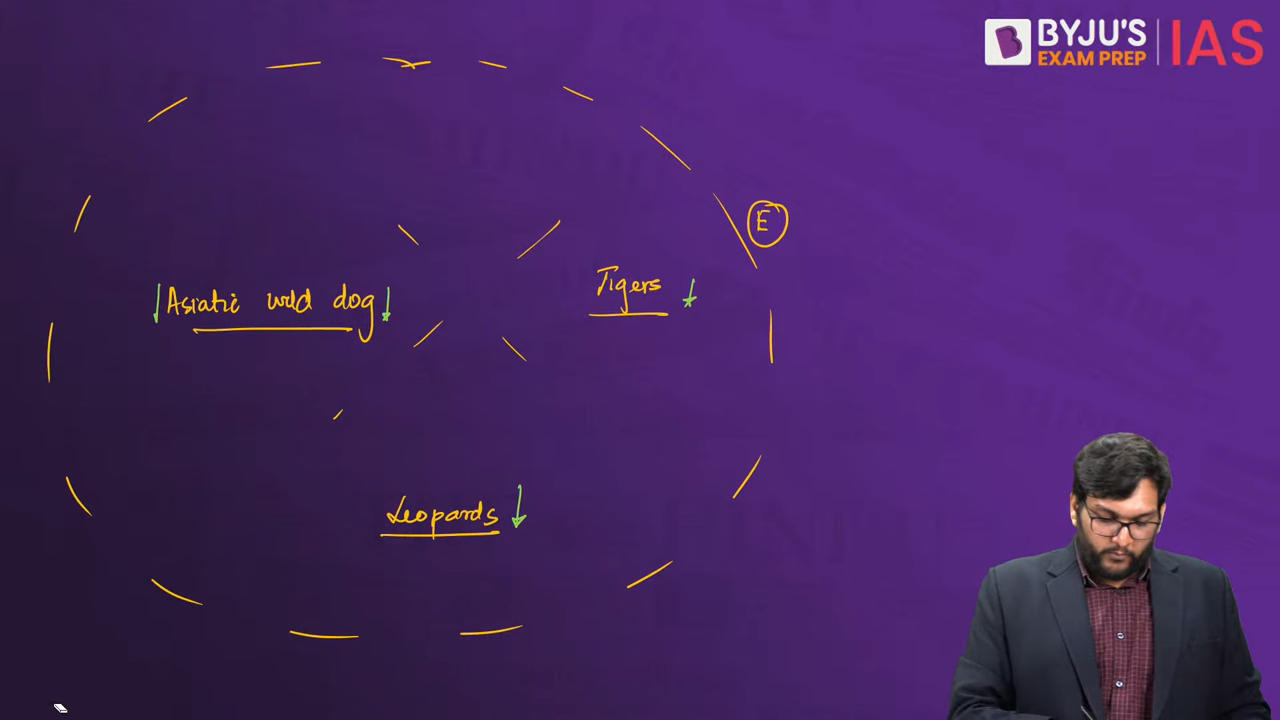 BYJU'S
EXAM PREP
IAS
E
Tigers
Asiatic wild dog
Leopards